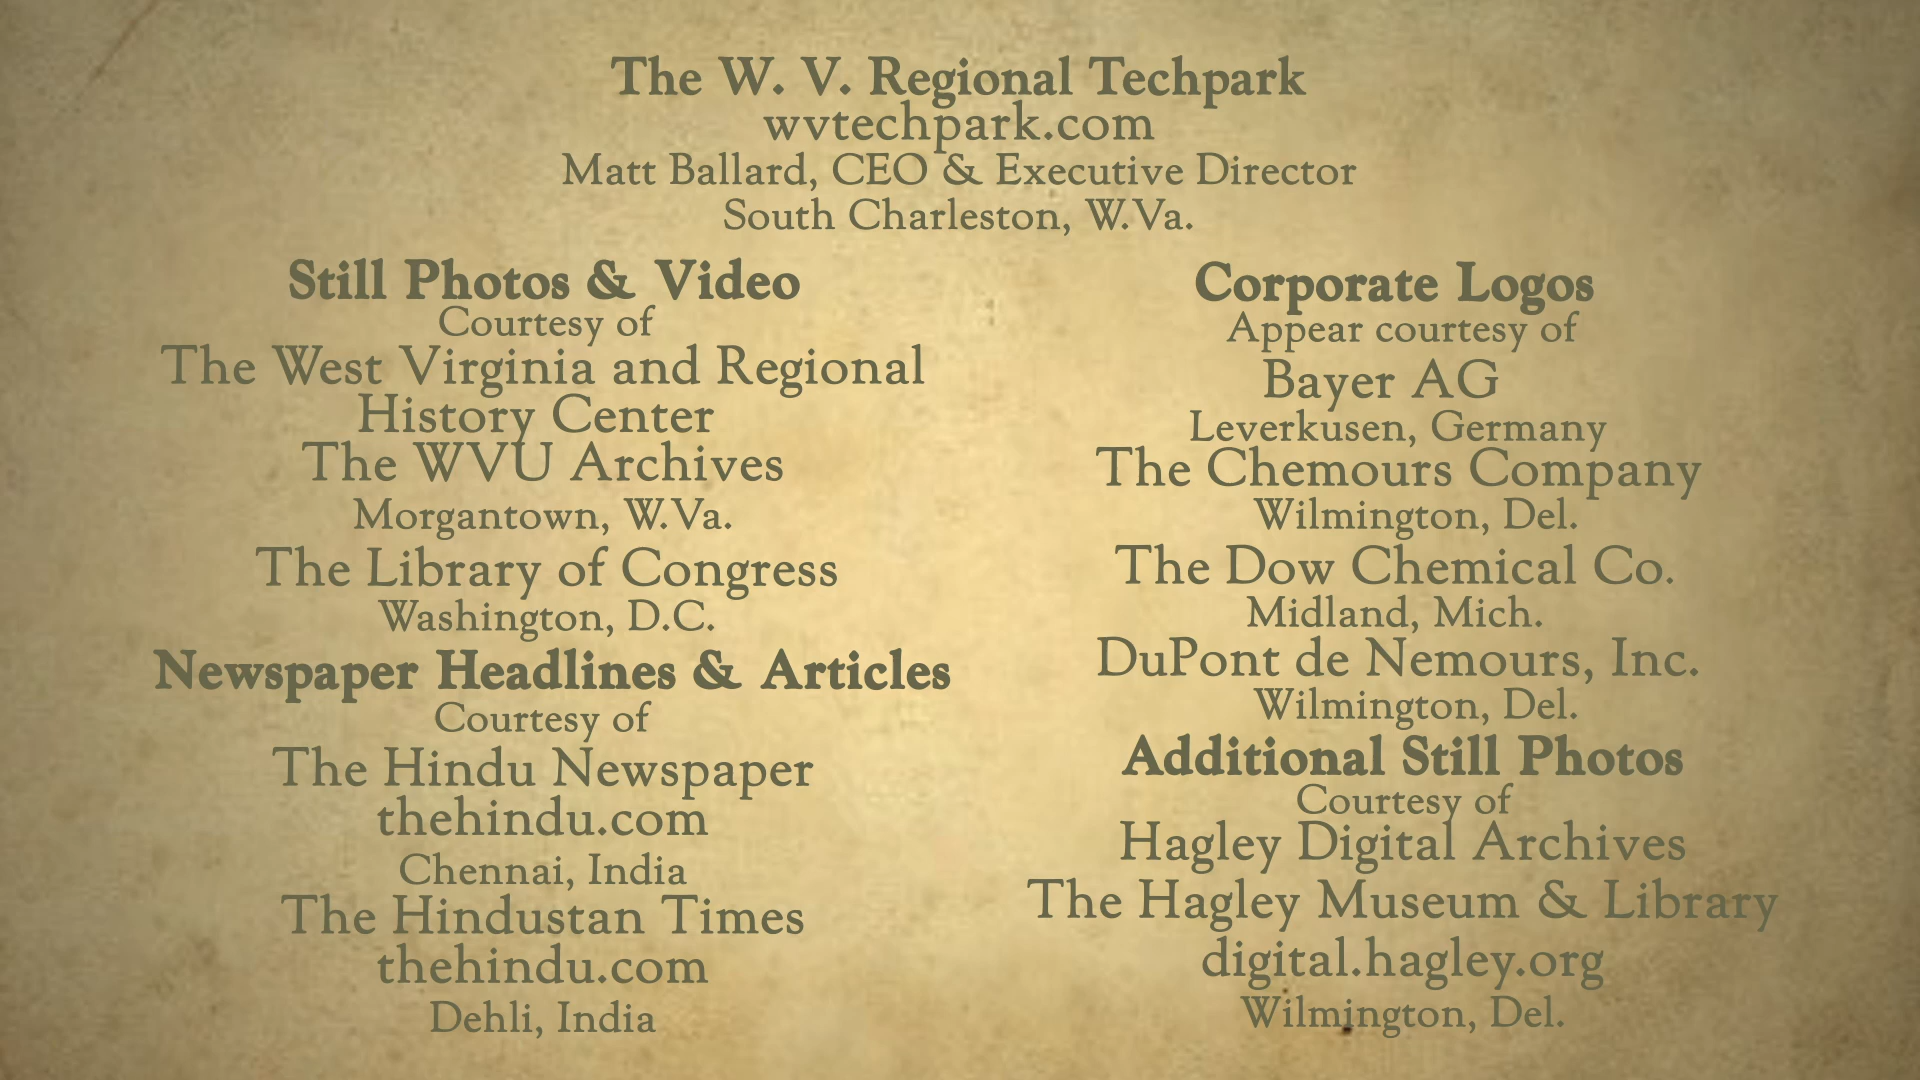 The W. V. Regional Techpark
wvtechpark.com
Matt Ballard, CEO & Executive Director
South Charleston, W.Va.
Still Photos & Video
Courtesy of
The West Virginia and Regional
History Center
The WVU Archives
Morgantown, W.Va.
The Library of Congress
Washington, D.C.
Newspaper Headlines & Articles
Courtesy of
The Hindu Newspaper
thehindu.com
Chennai, India
The Hindustan Times
thehindu.com
Dehli, India
Corporate Logos
Appear courtesy of
Bayer AG
Leverkusen, Germany
The Chemours Company
Wilmington, Del.
The Dow Chemical Co.
Midland, Mich.
DuPont de Nemours, Inc.
Wilmington, Del.
Additional Still Photos
Courtesy of
Hagley Digital Archives
The Hagley Museum & Library
digital.hagley.org
Wilmington, Del.